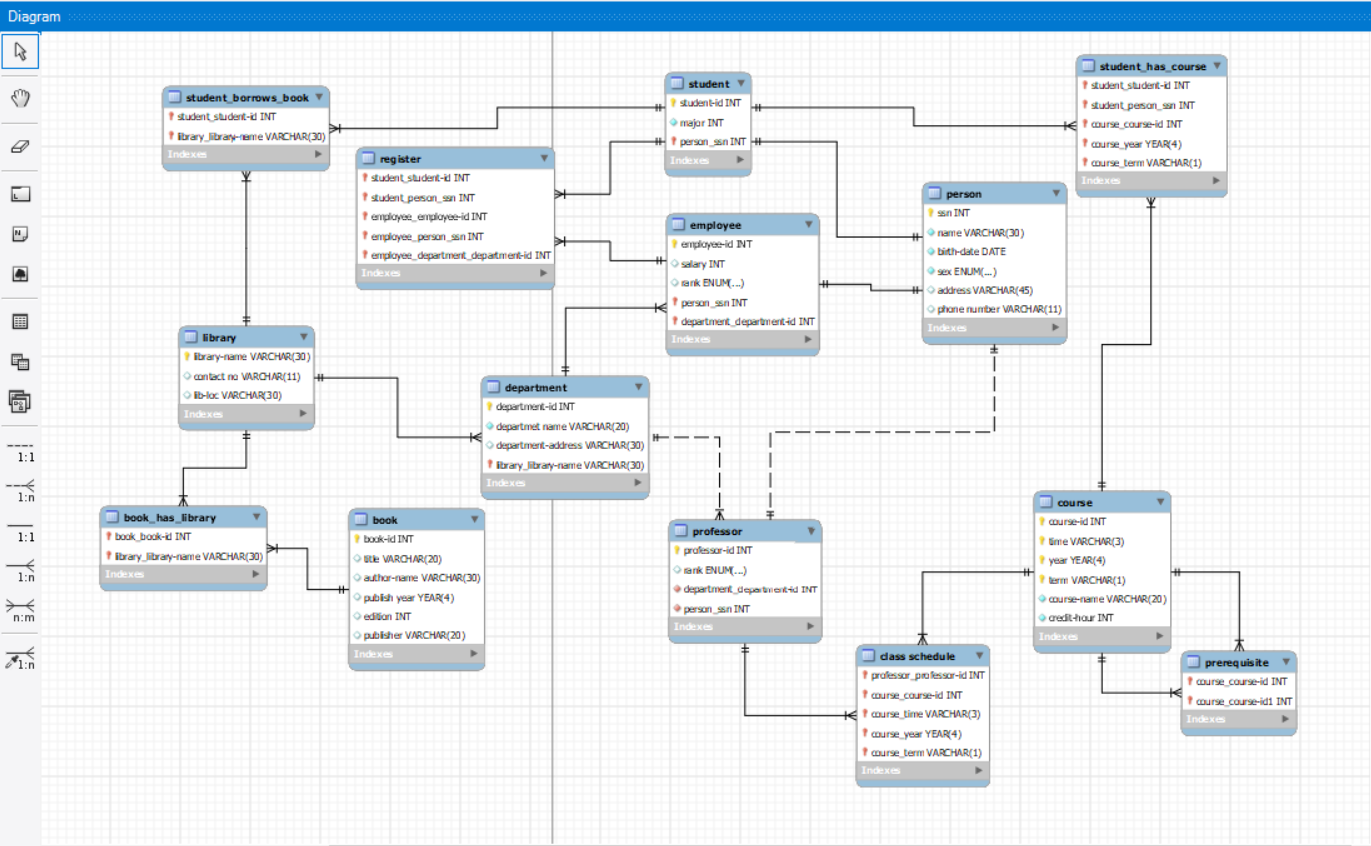 Diagram
student_borrows_book
student_student-id INT
library_library-name VARCHAR(30)
Indexes
register
student_student-id INT
student_person_ssn INT
employee_employee-id INT
employee_person_ssn INT
employee_department_department-id INT
Indexes
student
student-id INT
major INT
person_ssn INT
Indexes
student_has_course
student_student-id INT
student_person_ssn INT
course_course-id INT
course_year YEAR(4)
course_term VARCHAR(1)
Indexes
person
ssn INT
name VARCHAR(30)
birth-date DATE
sex ENUM(...)
address VARCHAR(45)
phone number VARCHAR(11)
Indexes
employee
employee-id INT
salary INT
rank ENUM(...)
person_ssn INT
department_department-id INT
Indexes
library
library-name VARCHAR(30)
contact no VARCHAR(11)
lib-loc VARCHAR(30)
Indexes
department
department-id INT
departmet name VARCHAR(20)
department-address VARCHAR(30)
library_library-name VARCHAR(30)
Indexes
book_has_library
book_book-id INT
library_library-name VARCHAR(30)
Indexes
book
book-id INT
title VARCHAR(20)
author-name VARCHAR(30)
publish year YEAR(4)
edition INT
publisher VARCHAR(20)
Indexes
professor
professor-id INT
rank ENUM(...)
department_department-id INT
person_ssn INT
Indexes
course
course-id INT
time VARCHAR(3)
year YEAR(4)
term VARCHAR(1)
course-name VARCHAR(20)
credit-hour INT
Indexes
class schedule
professor_professor-id INT
course_course-id INT
course_time VARCHAR(3)
course_year YEAR(4)
course_term VARCHAR(1)
Indexes
prerequisite
course_course-id INT
course_course-id1 INT
Indexes
1:1
1:n
1:1
1:n
n:m
1:n